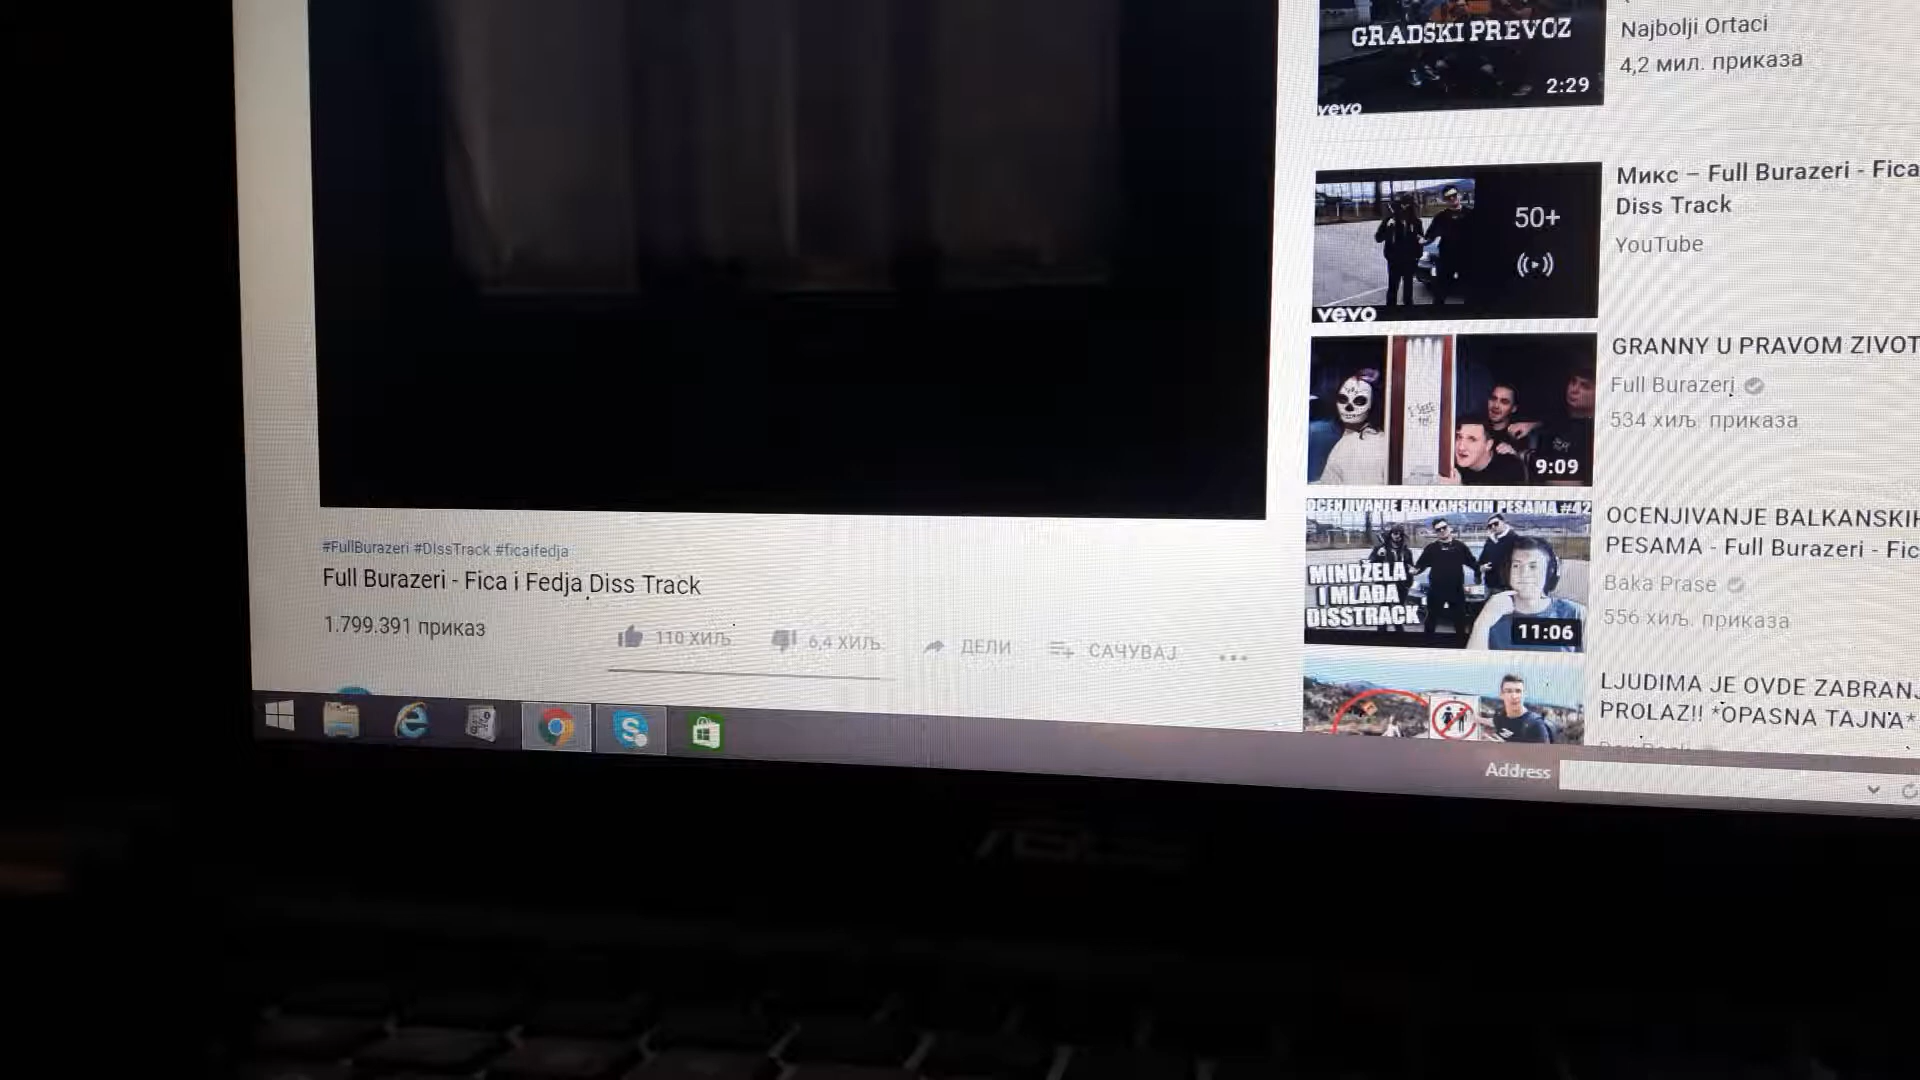 GRADSKI PREVOZ
2:29
vevo
Najbolji Ortaci
4,2 мил. приказа
50+
vevo
Микс – Full Burazeri - Fica
Diss Track
YouTube
9:09
GRANNY U PRAVOM ZIVOT
Full Burazeri
534 хиљ. приказа
OCENJIVANJE BALKANSKIH PESAMA #42
MINDŽELA
I MLAĐA
DISSTRACK
11:06
OCENJIVANJE BALKANSKIH
PESAMA - Full Burazeri - Fic
Baka Prase
556 хиљ. приказа
LJUDIMA JE OVDE ZABRANJ
PROLAZ!! *OPASNA TAJNA*
#FullBurazeri #DIssTrack #ficaifedja
Full Burazeri - Fica i Fedja Diss Track
1.799.391 приказ
110 ХИЉ.
6,4 ХИЉ.
ДЕЛИ
САЧУВАЈ
Address
ASUS